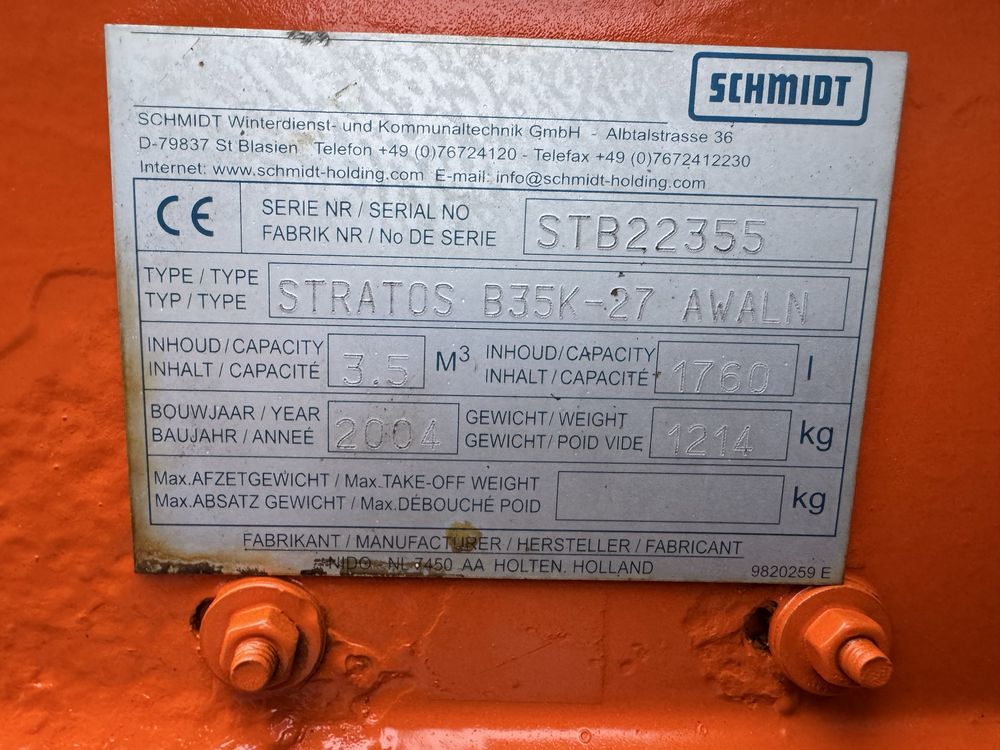 SCHMIDT
SCHMIDT Winterdienst- und Kommunaltechnik GmbH - Albtalstrasse 36
D-79837 St Blasien Telefon +49 (0)76724120 - Telefax +49 (0)7672412230
Internet: www.schmidt-holding.com E-mail: info@schmidt-holding.com
CE
SERIE NR / SERIAL NO
FABRIK NR / No DE SERIE
STB22355
TYPE / TYPE
TYP / TYPE
STRATOS B35K-27 AWALN
INHOUD / CAPACITY
INHALT / CAPACITÉ
3.5
M³
INHOUD / CAPACITY
INHALT / CAPACITÉ
1760
l
BOUWJAAR / YEAR
BAUJAHR / ANNEÉ
2004
GEWICHT / WEIGHT
GEWICHT / POID VIDE
1214
kg
Max.AFZETGEWICHT / Max.TAKE-OFF WEIGHT
Max.ABSATZ GEWICHT / Max.DÉBOUCHÉ POID
kg
FABRIKANT / MANUFACTURER / HERSTELLER / FABRICANT
NIDO - NL 7450 AA HOLTEN, HOLLAND
9820259 E